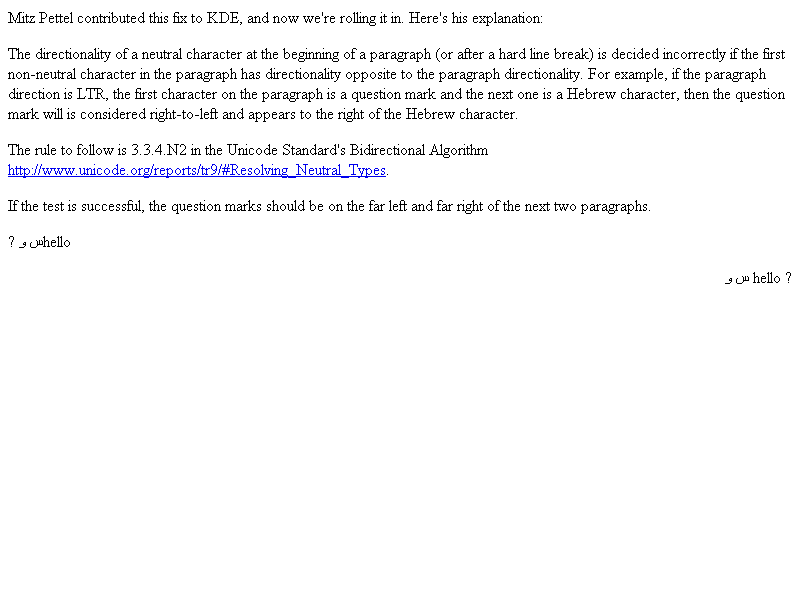 Mitz Pettel contributed this fix to KDE, and now we're rolling it in. Here's his explanation:
The directionality of a neutral character at the beginning of a paragraph (or after a hard line break) is decided incorrectly if the first
non-neutral character in the paragraph has directionality opposite to the paragraph directionality. For example, if the paragraph
direction is LTR, the first character on the paragraph is a question mark and the next one is a Hebrew character, then the question
mark will is considered right-to-left and appears to the right of the Hebrew character.
The rule to follow is 3.3.4.N2 in the Unicode Standard's Bidirectional Algorithm
http://www.unicode.org/reports/tr9/#Resolving_Neutral_Types.
If the test is successful, the question marks should be on the far left and far right of the next two paragraphs.
? س وhello
? hello س و